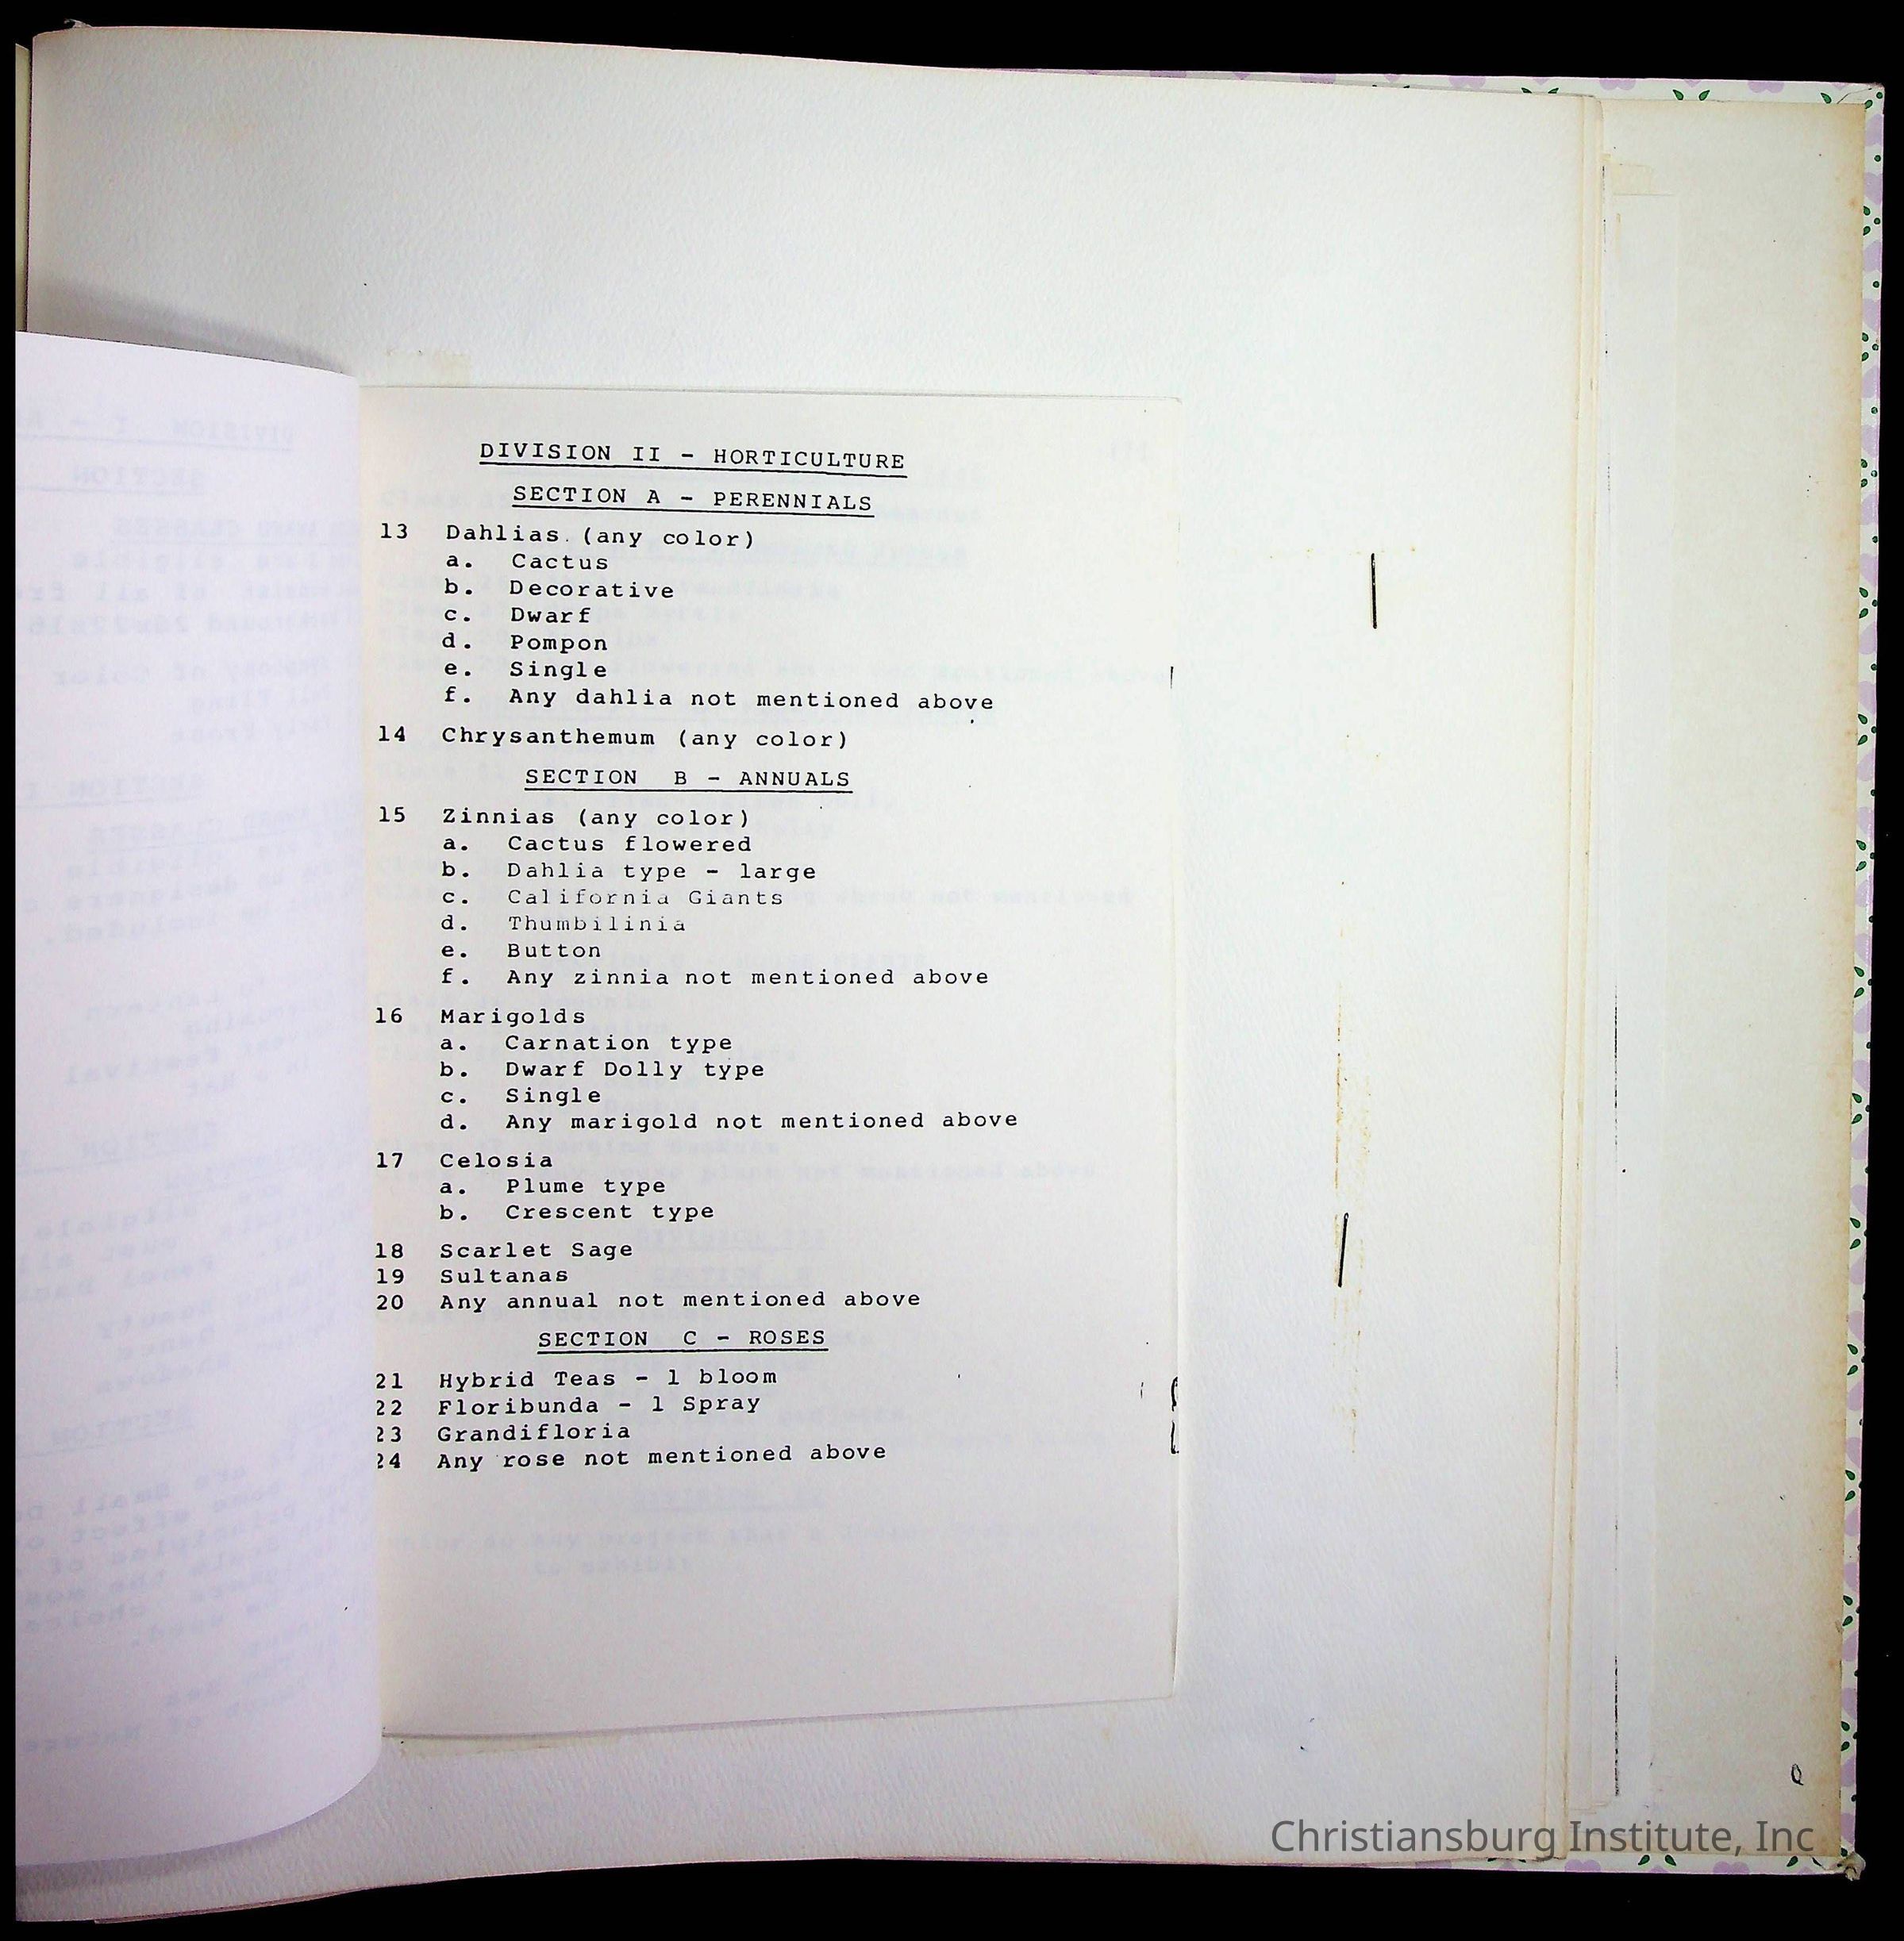 DIVISION II - HORTICULTURE
SECTION A - PERENNIALS
13 Dahlias (any color)
a. Cactus
b. Decorative
c. Dwarf
d. Pompon
e. Single
f. Any dahlia not mentioned above
14 Chrysanthemum (any color)
SECTION B - ANNUALS
15 Zinnias (any color)
a. Cactus flowered
b. Dahlia type - large
c. California Giants
d. Thumbilinia
e. Button
f. Any zinnia not mentioned above
16 Marigolds
a. Carnation type
b. Dwarf Dolly type
c. Single
d. Any marigold not mentioned above
17 Celosia
a. Plume type
b. Crescent type
18 Scarlet Sage
19 Sultanas
20 Any annual not mentioned above
SECTION C - ROSES
21 Hybrid Teas - 1 bloom
22 Floribunda - 1 Spray
23 Grandifloria
24 Any rose not mentioned above
Christiansburg Institute, Inc